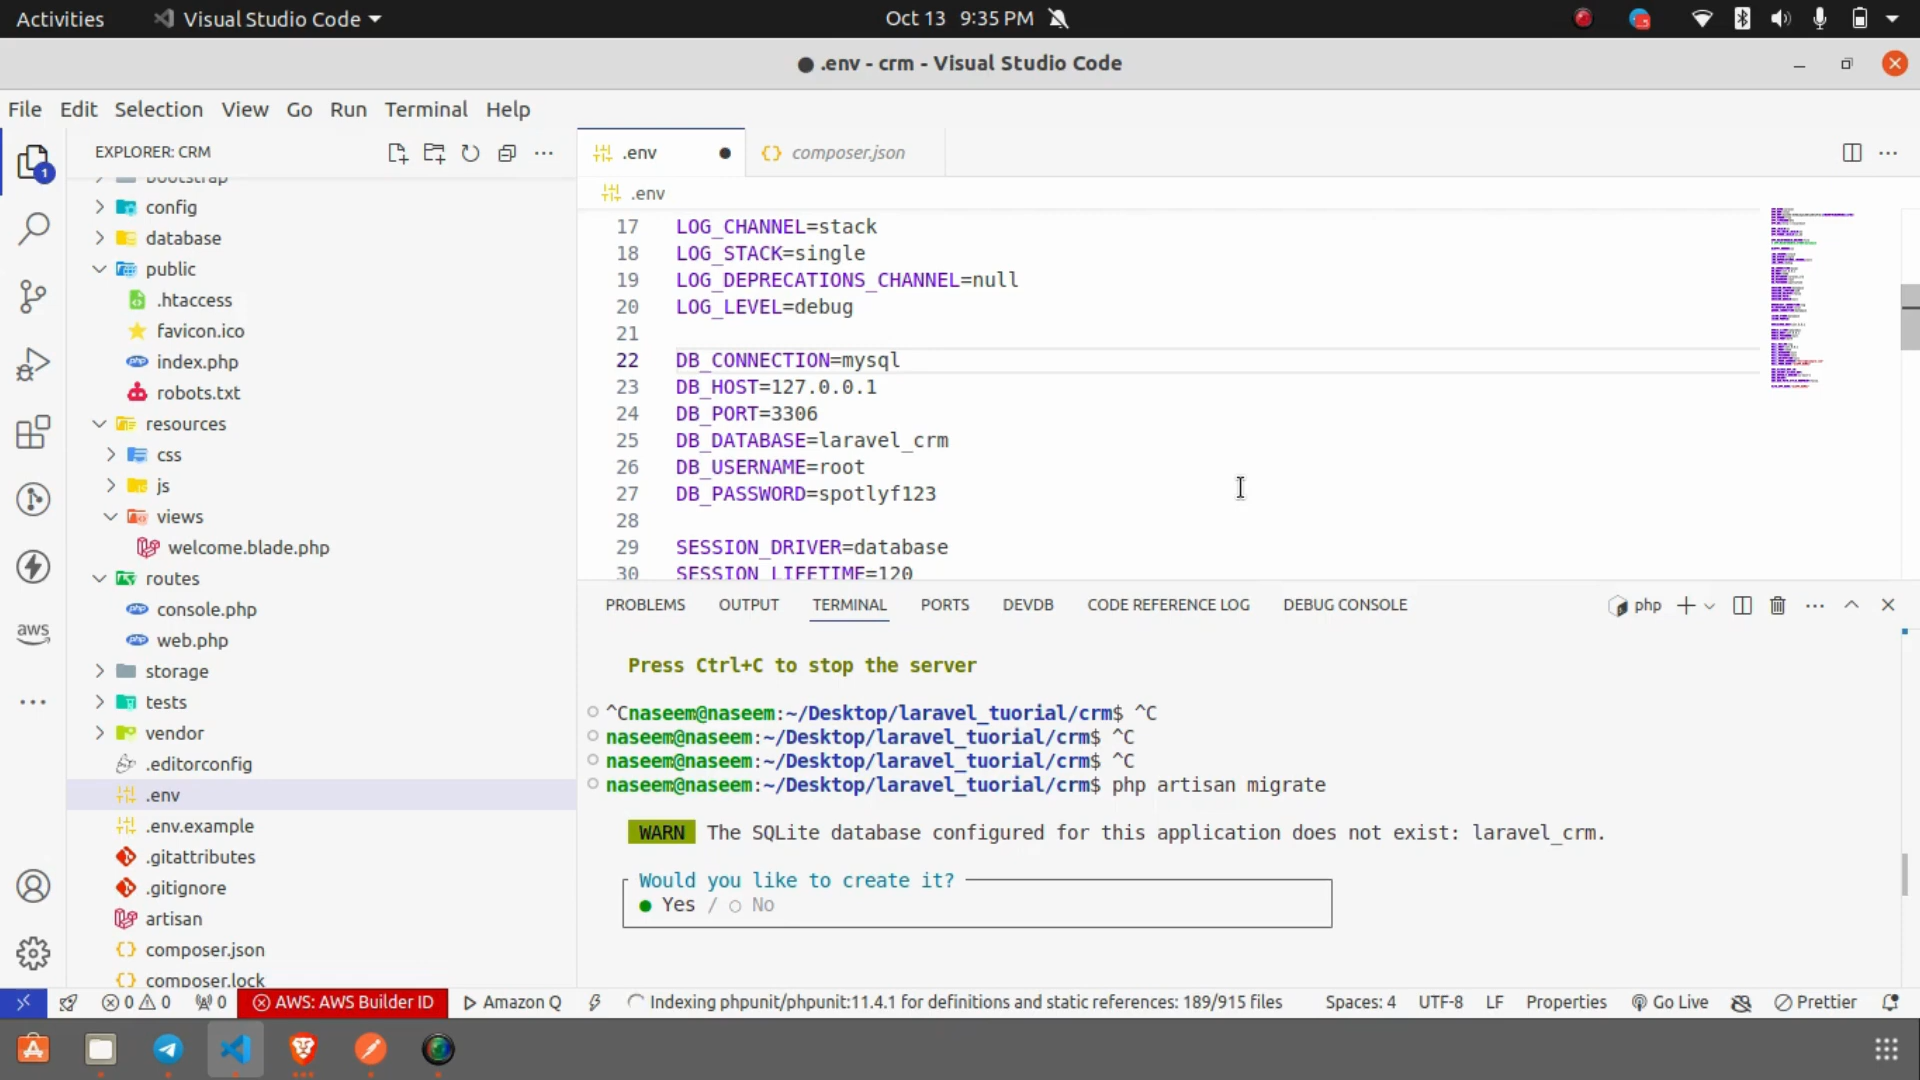 Activities
Visual Studio Code
Oct 13 9:35 PM
.env - crm - Visual Studio Code
File Edit Selection View Go Run Terminal Help
EXPLORER: CRM
1
bootstrap
config
database
public
.htaccess
favicon.ico
index.php
robots.txt
resources
css
js
views
welcome.blade.php
routes
console.php
web.php
storage
tests
vendor
.editorconfig
.env
.env.example
.gitattributes
.gitignore
artisan
composer.json
composer.lock
aws
.env
composer.json
.env
17 LOG_CHANNEL=stack
18 LOG_STACK=single
19 LOG_DEPRECATIONS_CHANNEL=null
20 LOG_LEVEL=debug
21
22 DB_CONNECTION=mysql
23 DB_HOST=127.0.0.1
24 DB_PORT=3306
25 DB_DATABASE=laravel_crm
26 DB_USERNAME=root
27 DB_PASSWORD=spotlyf123
28
29 SESSION_DRIVER=database
30 SESSION_LIFETIME=120
PROBLEMS OUTPUT TERMINAL PORTS DEVDB CODE REFERENCE LOG DEBUG CONSOLE
php
Press Ctrl+C to stop the server
^Cnaseem@naseem:~/Desktop/laravel_tuorial/crm$ ^C
naseem@naseem:~/Desktop/laravel_tuorial/crm$ ^C
naseem@naseem:~/Desktop/laravel_tuorial/crm$ ^C
naseem@naseem:~/Desktop/laravel_tuorial/crm$ php artisan migrate
WARN The SQLite database configured for this application does not exist: laravel_crm.
Would you like to create it?
Yes / No
0 0 0 AWS: AWS Builder ID Amazon Q Indexing phpunit/phpunit:11.4.1 for definitions and static references: 189/915 files Spaces: 4 UTF-8 LF Properties Go Live Prettier